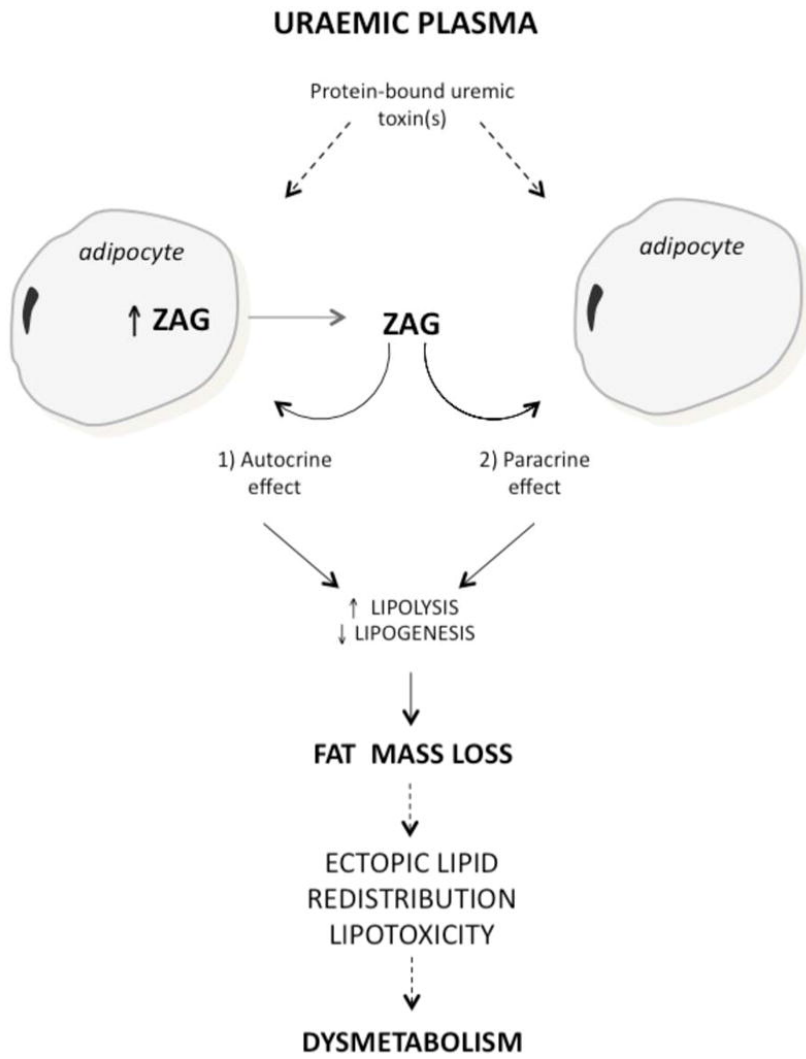 URAEMIC PLASMA
Protein-bound uremic
toxin(s)
adipocyte
adipocyte
↑ ZAG
ZAG
1) Autocrine
effect
2) Paracrine
effect
↑ LIPOLYSIS
↓ LIPOGENESIS
FAT MASS LOSS
ECTOPIC LIPID
REDISTRIBUTION
LIPOTOXICITY
DYSMETABOLISM